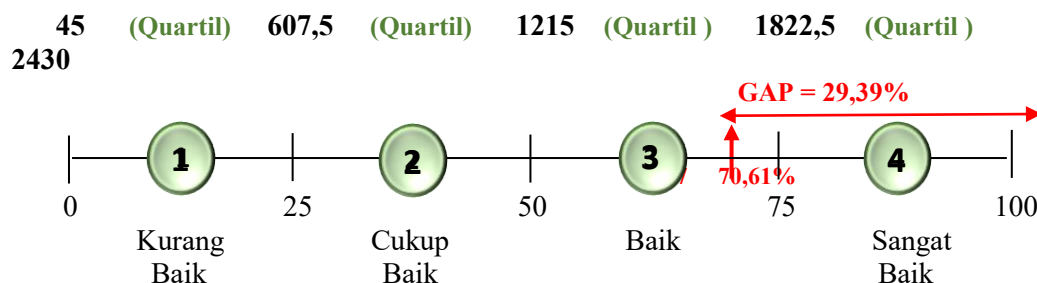 45 (Quartil) 607,5 (Quartil) 1215 (Quartil ) 1822,5 (Quartil )
2430
GAP = 29,39%
1 2 3 4
70,61%
0 25 50 75 100
Kurang Cukup Baik Sangat
Baik Baik Baik